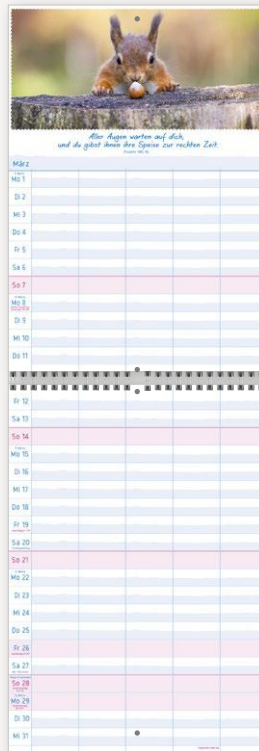 Aller Augen warten auf dich,
und du gibst ihnen ihre Speise zur rechten Zeit.
März
Mo 1
Di 2
Mi 3
Do 4
Fr 5
Sa 6
So 7
Mo 8
Di 9
Mi 10
Do 11
Fr 12
Sa 13
So 14
Mo 15
Di 16
Mi 17
Do 18
Fr 19
Sa 20
So 21
Mo 22
Di 23
Mi 24
Do 25
Fr 26
Sa 27
So 28
Mo 29
Di 30
Mi 31